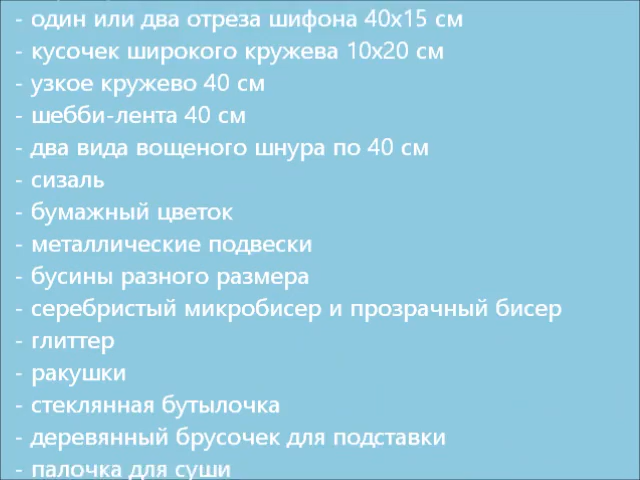 - один или два отреза шифона 40х15 см
- кусочек широкого кружева 10х20 см
- узкое кружево 40 см
- шебби-лента 40 см
- два вида вощеного шнура по 40 см
- сизаль
- бумажный цветок
- металлические подвески
- бусины разного размера
- серебристый микробисер и прозрачный бисер
- глиттер
- ракушки
- стеклянная бутылочка
- деревянный брусочек для подставки
- палочка для суши